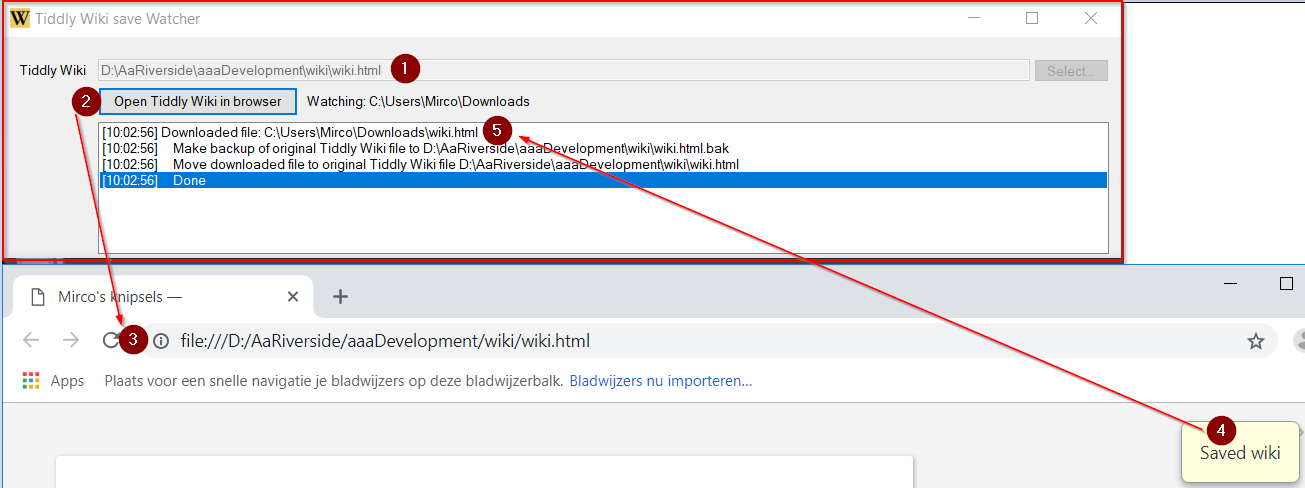 W Tiddly Wiki save Watcher
Tiddly Wiki D:\AaRiverside\aaaDevelopment\wiki\wiki.html 1 Select...
2 Open Tiddly Wiki in browser Watching: C:\Users\Mirco\Downloads
[10:02:56] Downloaded file: C:\Users\Mirco\Downloads\wiki.html 5
[10:02:56] Make backup of original Tiddly Wiki file to D:\AaRiverside\aaaDevelopment\wiki\wiki.html.bak
[10:02:56] Move downloaded file to original Tiddly Wiki file D:\AaRiverside\aaaDevelopment\wiki\wiki.html
[10:02:56] Done
Mirco's knipsels —
3 file:///D:/AaRiverside/aaaDevelopment/wiki/wiki.html
Apps Plaats voor een snelle navigatie je bladwijzers op deze bladwijzerbalk. Bladwijzers nu importeren...
4
Saved wiki